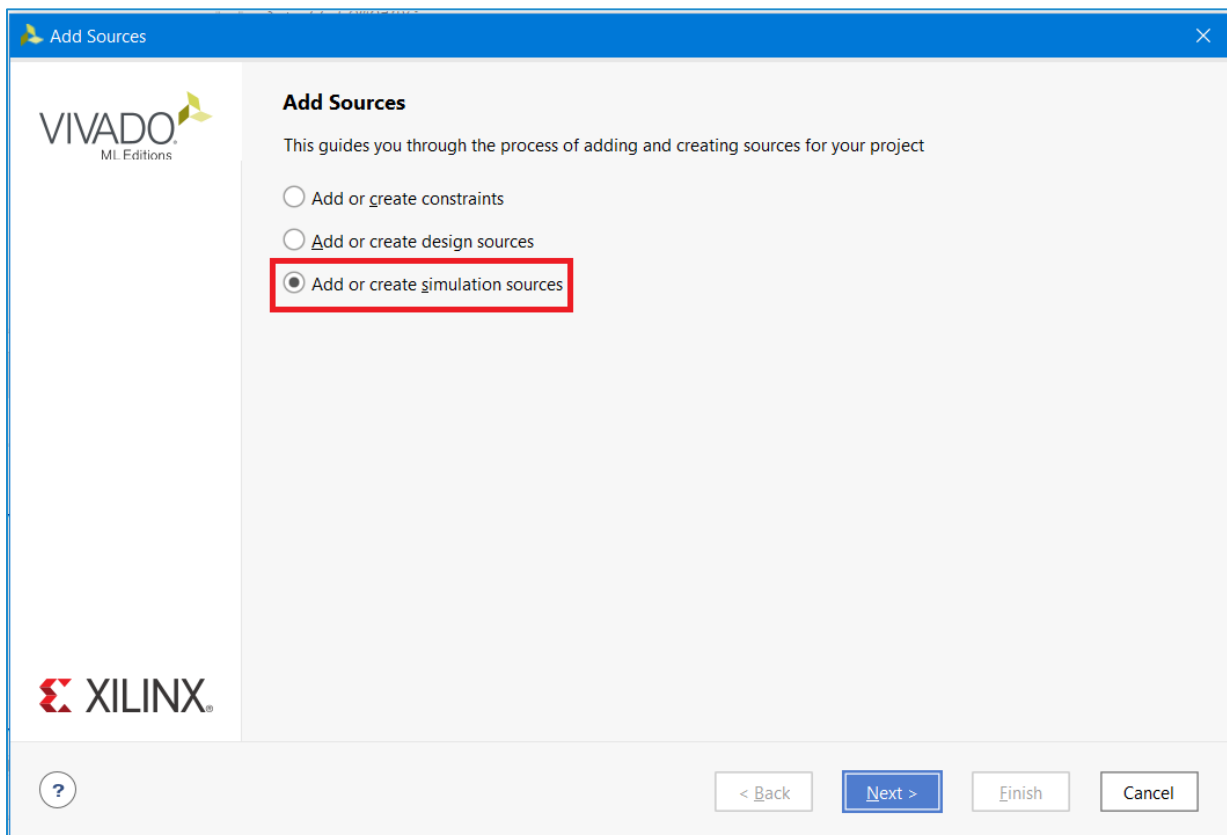 Add Sources
VIVADO.
ML Editions
Add Sources
This guides you through the process of adding and creating sources for your project
Add or create constraints
Add or create design sources
Add or create simulation sources
XILINX®
?
< Back
Next >
Finish
Cancel